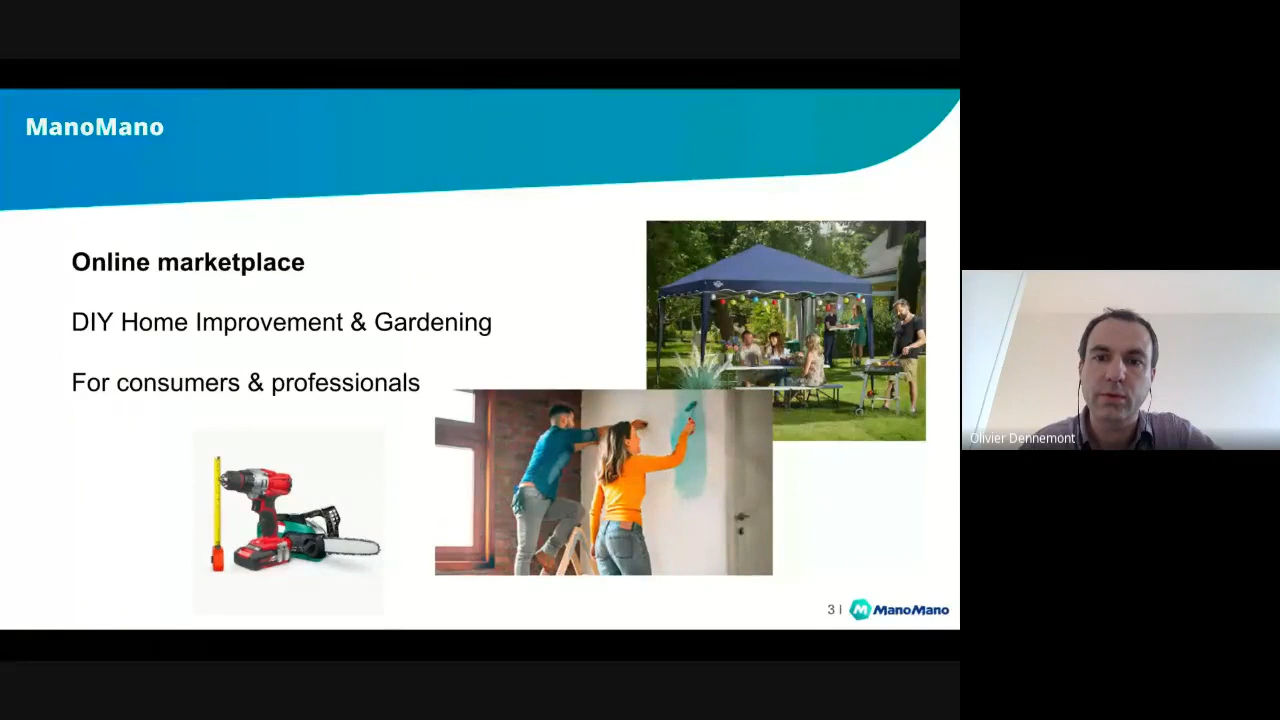 ManoMano
Online marketplace
DIY Home Improvement & Gardening
For consumers & professionals
3 |
M ManoMano
Olivier Dennemont